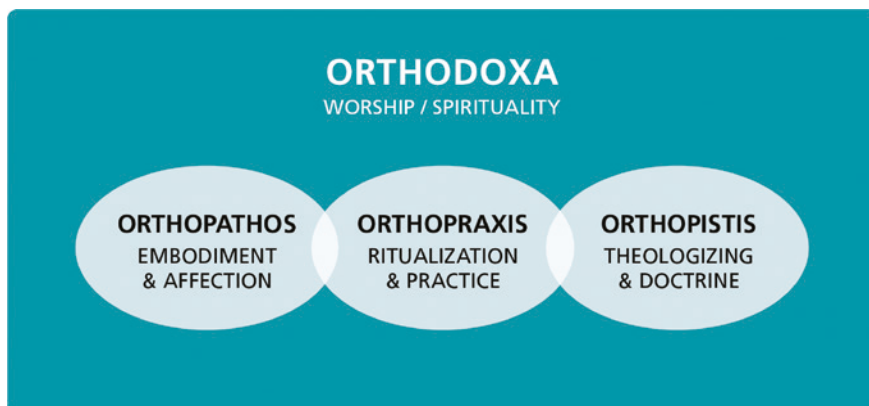 ORTHODOXA
WORSHIP / SPIRITUALITY
ORTHOPATHOS
EMBODIMENT
& AFFECTION
ORTHOPRAXIS
RITUALIZATION
& PRACTICE
ORTHOPISTIS
THEOLOGIZING
& DOCTRINE